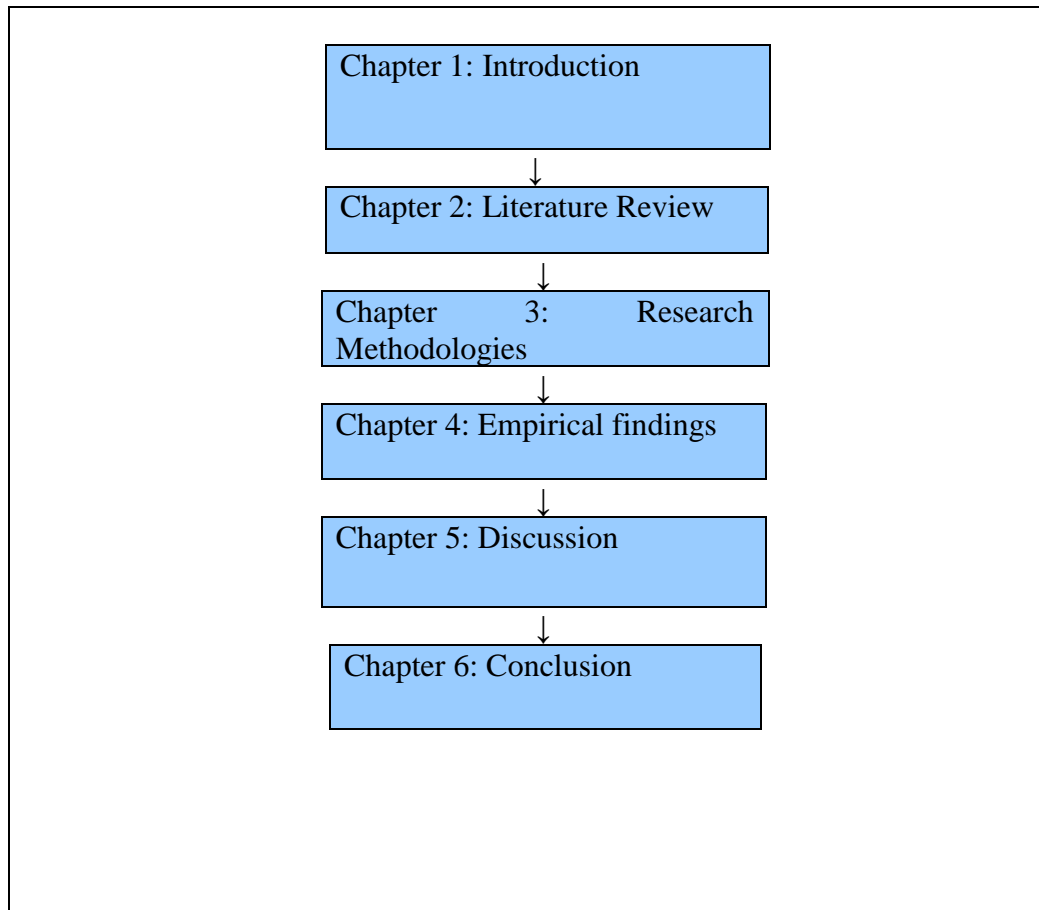 Chapter 1: Introduction
↓
Chapter 2: Literature Review
↓
Chapter 3: Research
Methodologies
↓
Chapter 4: Empirical findings
↓
Chapter 5: Discussion
↓
Chapter 6: Conclusion